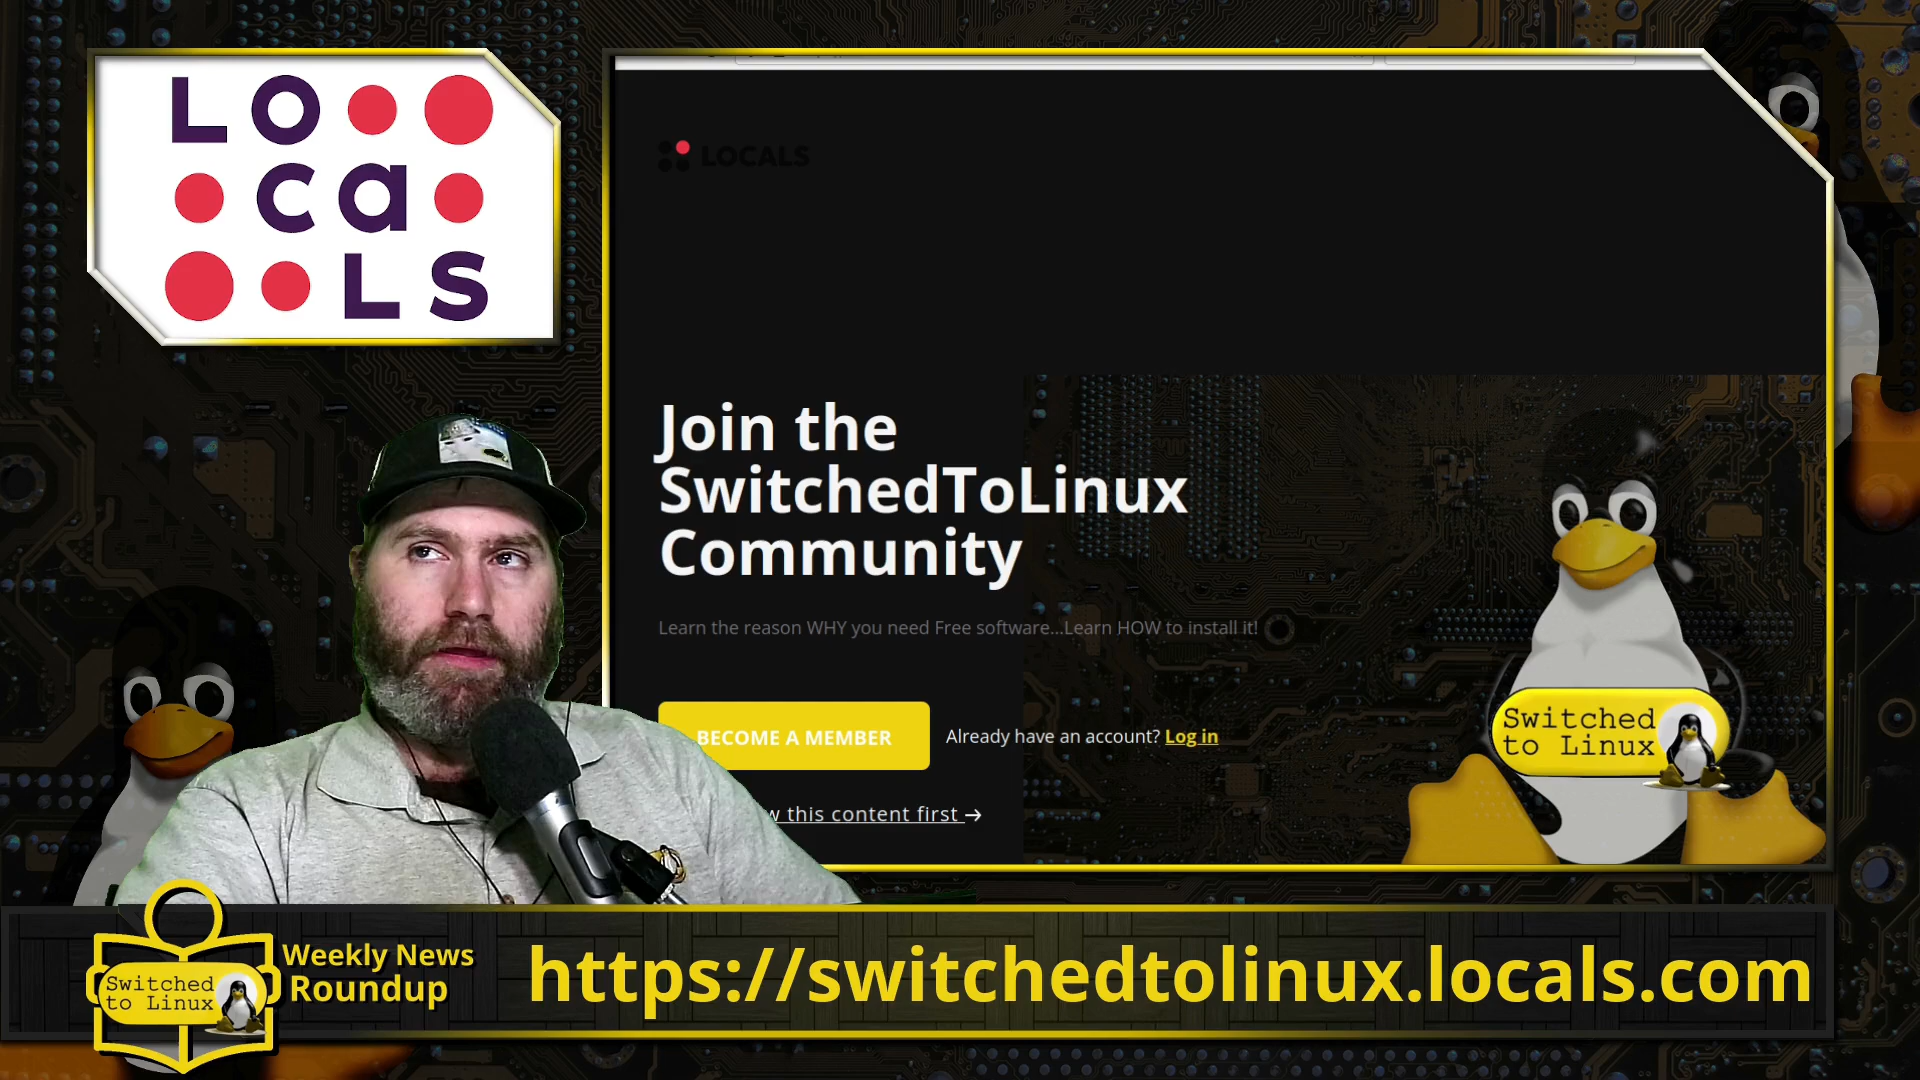 LO
ca
LS
LOCALS
Join the
SwitchedToLinux
Community
Learn the reason WHY you need Free software...Learn HOW to install it!
BECOME A MEMBER
Already have an account? Log in
this content first →
Switched
to Linux
Switched
to Linux
Weekly News
Roundup
https://switchedtolinux.locals.com